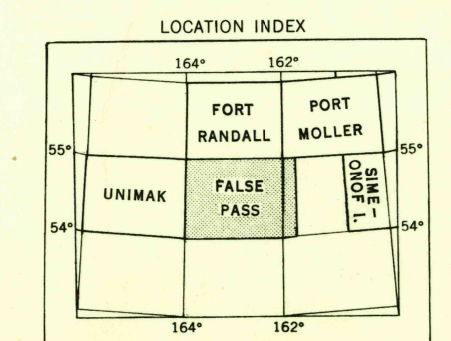 LOCATION INDEX
164° 162°
FORT
RANDALL
PORT
MOLLER
55° 55°
UNIMAK
FALSE
PASS
SIME-
ONOF I.
54° 54°
164° 162°